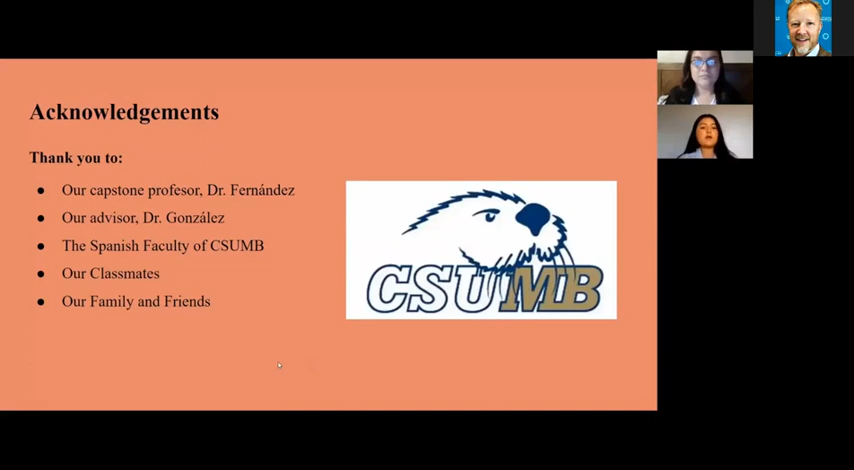 Acknowledgements
Thank you to:
● Our capstone profesor, Dr. Fernández
● Our advisor, Dr. González
● The Spanish Faculty of CSUMB
● Our Classmates
● Our Family and Friends
CSUMB